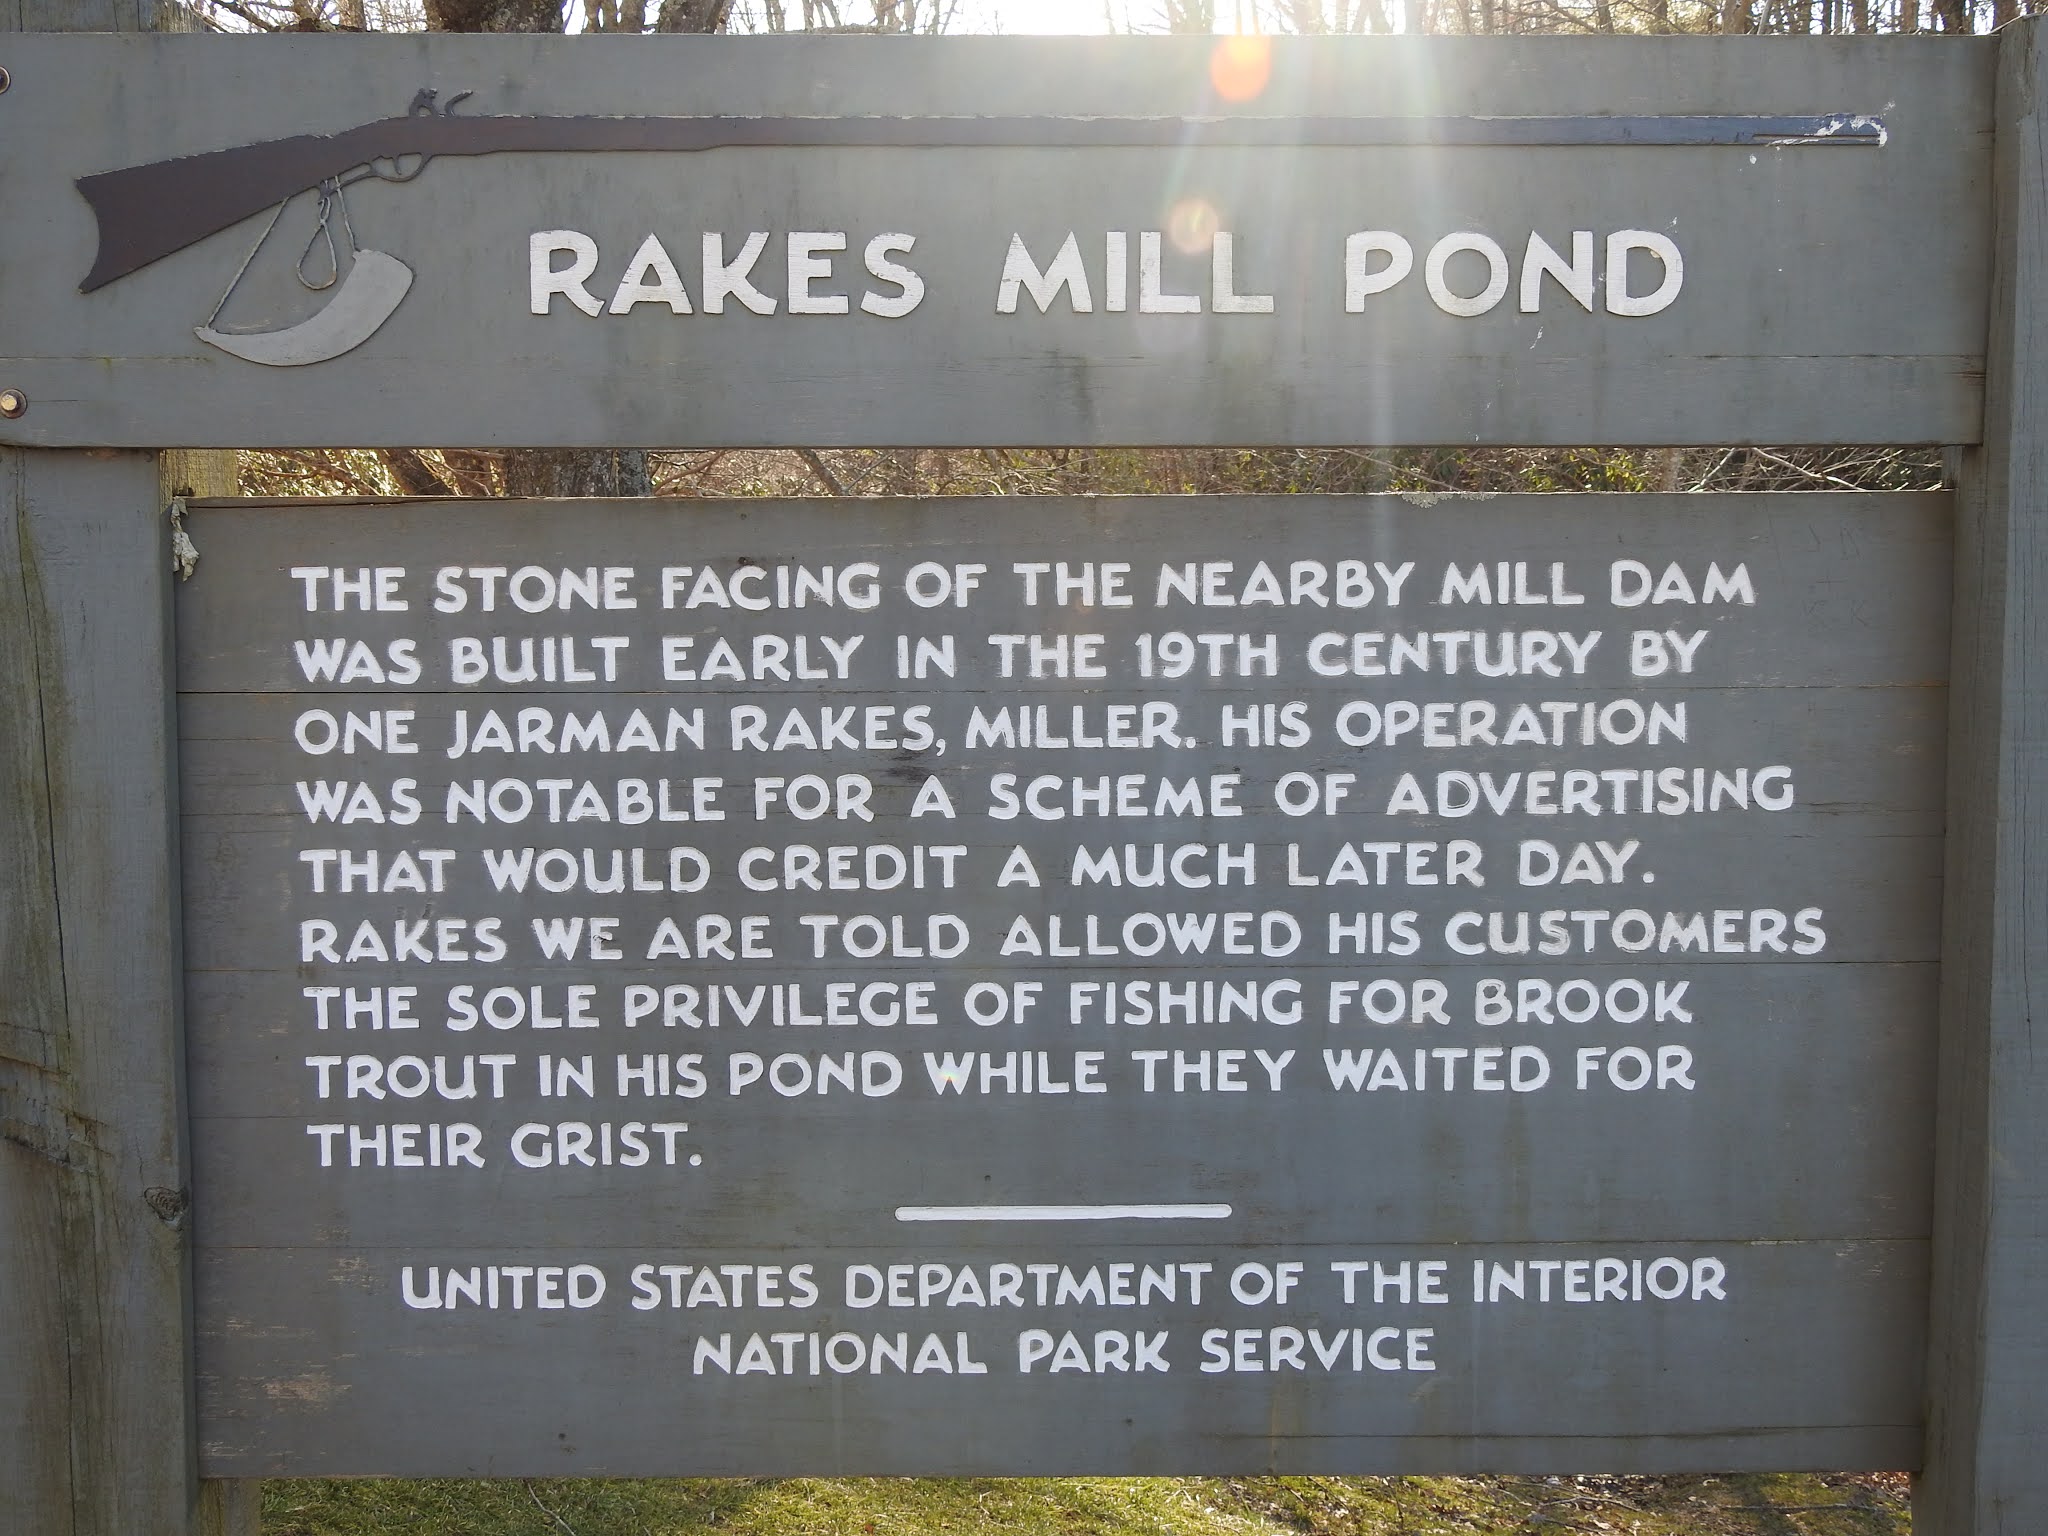 RAKES MILL POND
THE STONE FACING OF THE NEARBY MILL DAM
WAS BUILT EARLY IN THE 19TH CENTURY BY
ONE JARMAN RAKES, MILLER. HIS OPERATION
WAS NOTABLE FOR A SCHEME OF ADVERTISING
THAT WOULD CREDIT A MUCH LATER DAY.
RAKES WE ARE TOLD ALLOWED HIS CUSTOMERS
THE SOLE PRIVILEGE OF FISHING FOR BROOK
TROUT IN HIS POND WHILE THEY WAITED FOR
THEIR GRIST.
UNITED STATES DEPARTMENT OF THE INTERIOR
NATIONAL PARK SERVICE